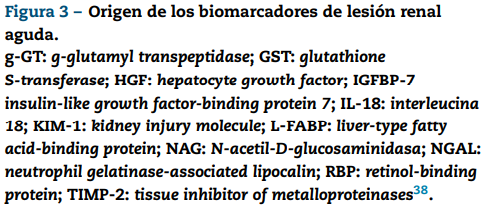 Figura 3 – Origen de los biomarcadores de lesión renal
aguda.
g-GT: g-glutamyl transpeptidase; GST: glutathione
S-transferase; HGF: hepatocyte growth factor; IGFBP-7
insulin-like growth factor-binding protein 7; IL-18: interleucina
18; KIM-1: kidney injury molecule; L-FABP: liver-type fatty
acid-binding protein; NAG: N-acetil-D-glucosaminidasa; NGAL:
neutrophil gelatinase-associated lipocalin; RBP: retinol-binding
protein; TIMP-2: tissue inhibitor of metalloproteinases38.